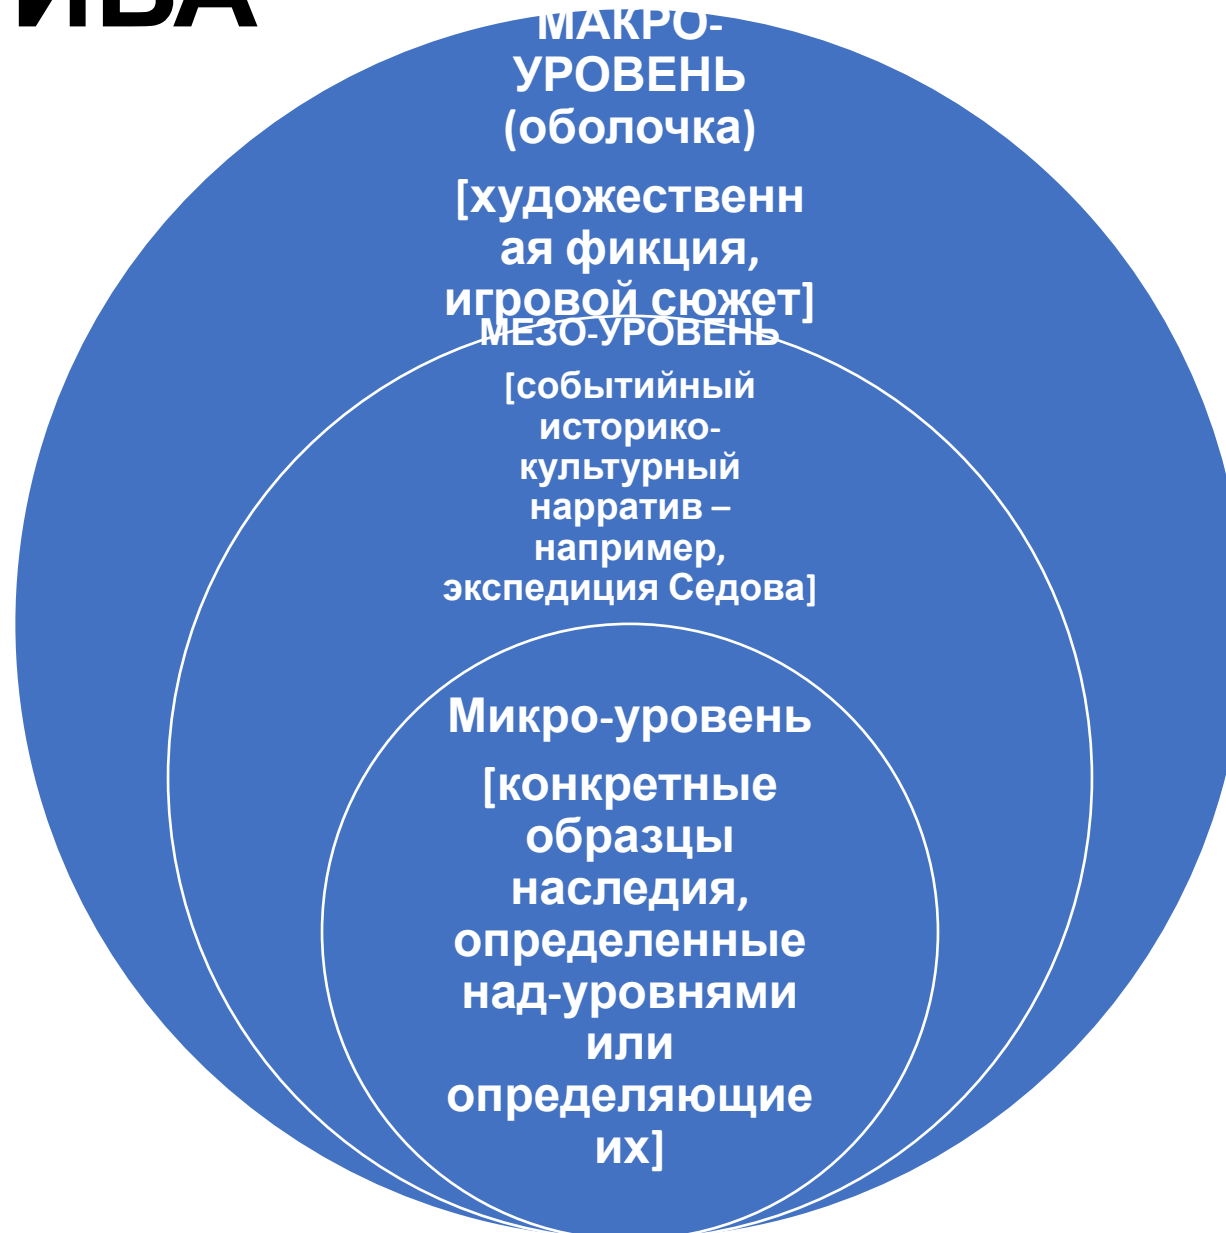 ИВА
МАКРО-
УРОВЕНЬ
(оболочка)
[художественн
ая фикция,
игровой сюжет]
МЕЗО-УРОВЕНЬ
[событийный
историко-
культурный
нарратив –
например,
экспедиция Седова]
Микро-уровень
[конкретные
образцы
наследия,
определенные
над-уровнями
или
определяющие
их]